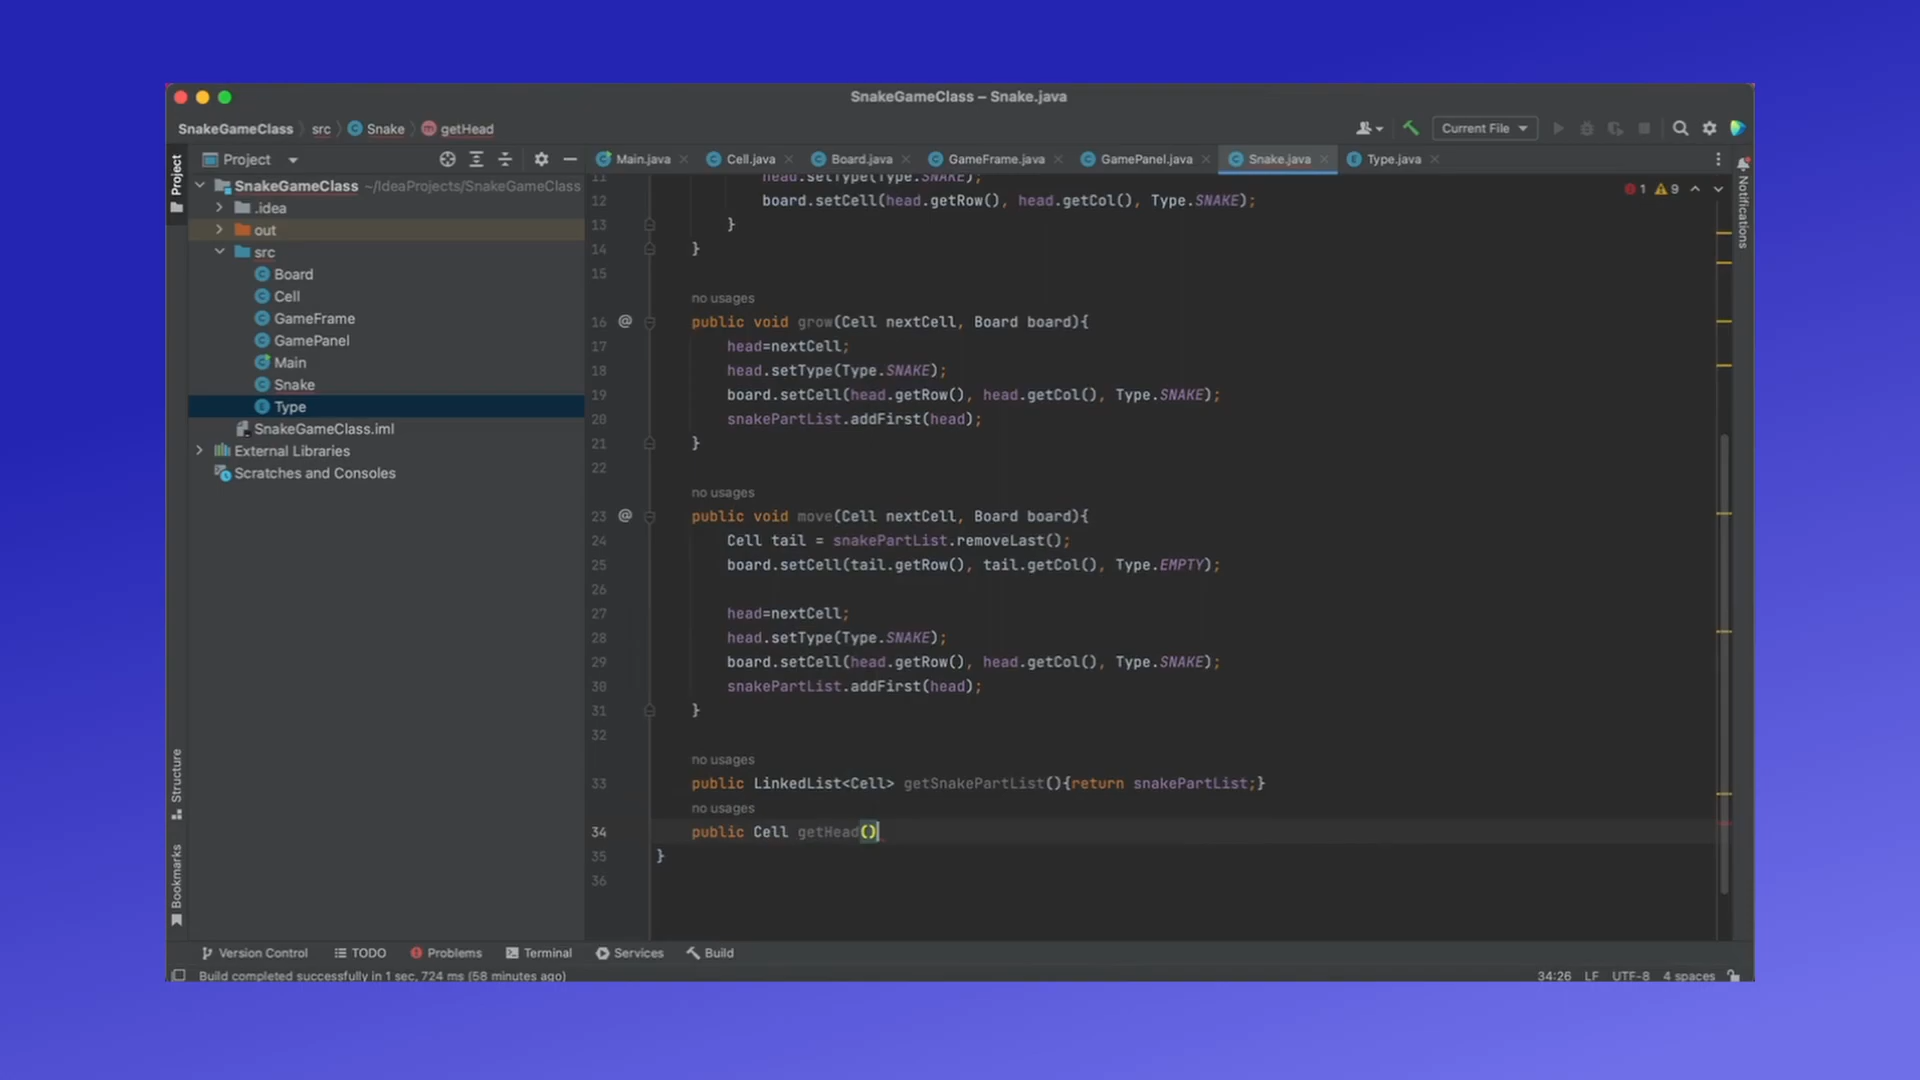 SnakeGameClass – Snake.java
SnakeGameClass src Snake getHead
Current File
Project
Main.java Cell.java Board.java GameFrame.java GamePanel.java Snake.java Type.java
Project
Notifications
SnakeGameClass ~/IdeaProjects/SnakeGameClass
.idea
out
src
Board
Cell
GameFrame
GamePanel
Main
Snake
Type
SnakeGameClass.iml
External Libraries
Scratches and Consoles
1 9
11 head.setType(Type.SNAKE);
12 board.setCell(head.getRow(), head.getCol(), Type.SNAKE);
13 }
14 }
15
no usages
16 @ public void grow(Cell nextCell, Board board){
17 head=nextCell;
18 head.setType(Type.SNAKE);
19 board.setCell(head.getRow(), head.getCol(), Type.SNAKE);
20 snakePartList.addFirst(head);
21 }
22
no usages
23 @ public void move(Cell nextCell, Board board){
24 Cell tail = snakePartList.removeLast();
25 board.setCell(tail.getRow(), tail.getCol(), Type.EMPTY);
26
27 head=nextCell;
28 head.setType(Type.SNAKE);
29 board.setCell(head.getRow(), head.getCol(), Type.SNAKE);
30 snakePartList.addFirst(head);
31 }
32
no usages
33 public LinkedList<Cell> getSnakePartList(){return snakePartList;}
no usages
34 public Cell getHead()
35 }
36
Structure
Bookmarks
Version Control TODO Problems Terminal Services Build
Build completed successfully in 1 sec, 724 ms (58 minutes ago)
34:26 LF UTF-8 4 spaces